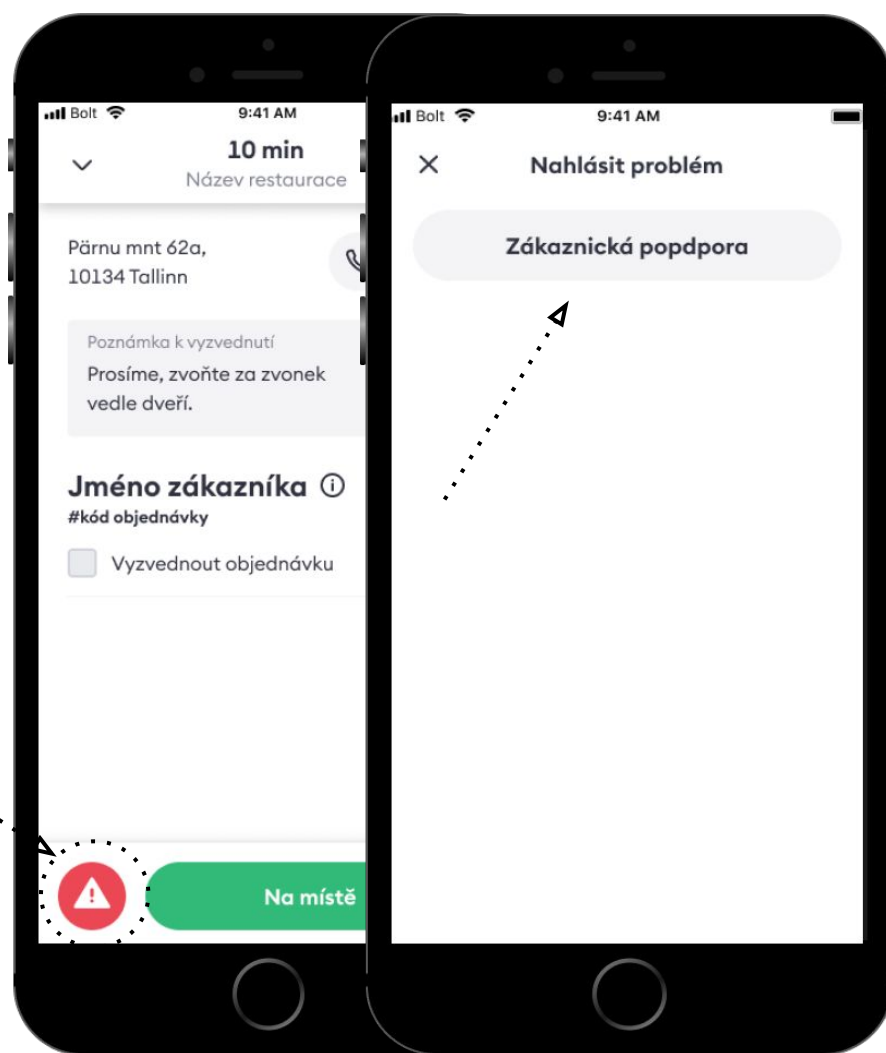 Bolt
9:41 AM
10 min
Název restaurace
Pärnu mnt 62a,
10134 Tallinn
Poznámka k vyzvednutí
Prosíme, zvoňte za zvonek
vedle dveří.
Jméno zákazníka
#kód objednávky
Vyzvednout objednávku
Na místě
Bolt
9:41 AM
Nahlásit problém
Zákaznická popdpora